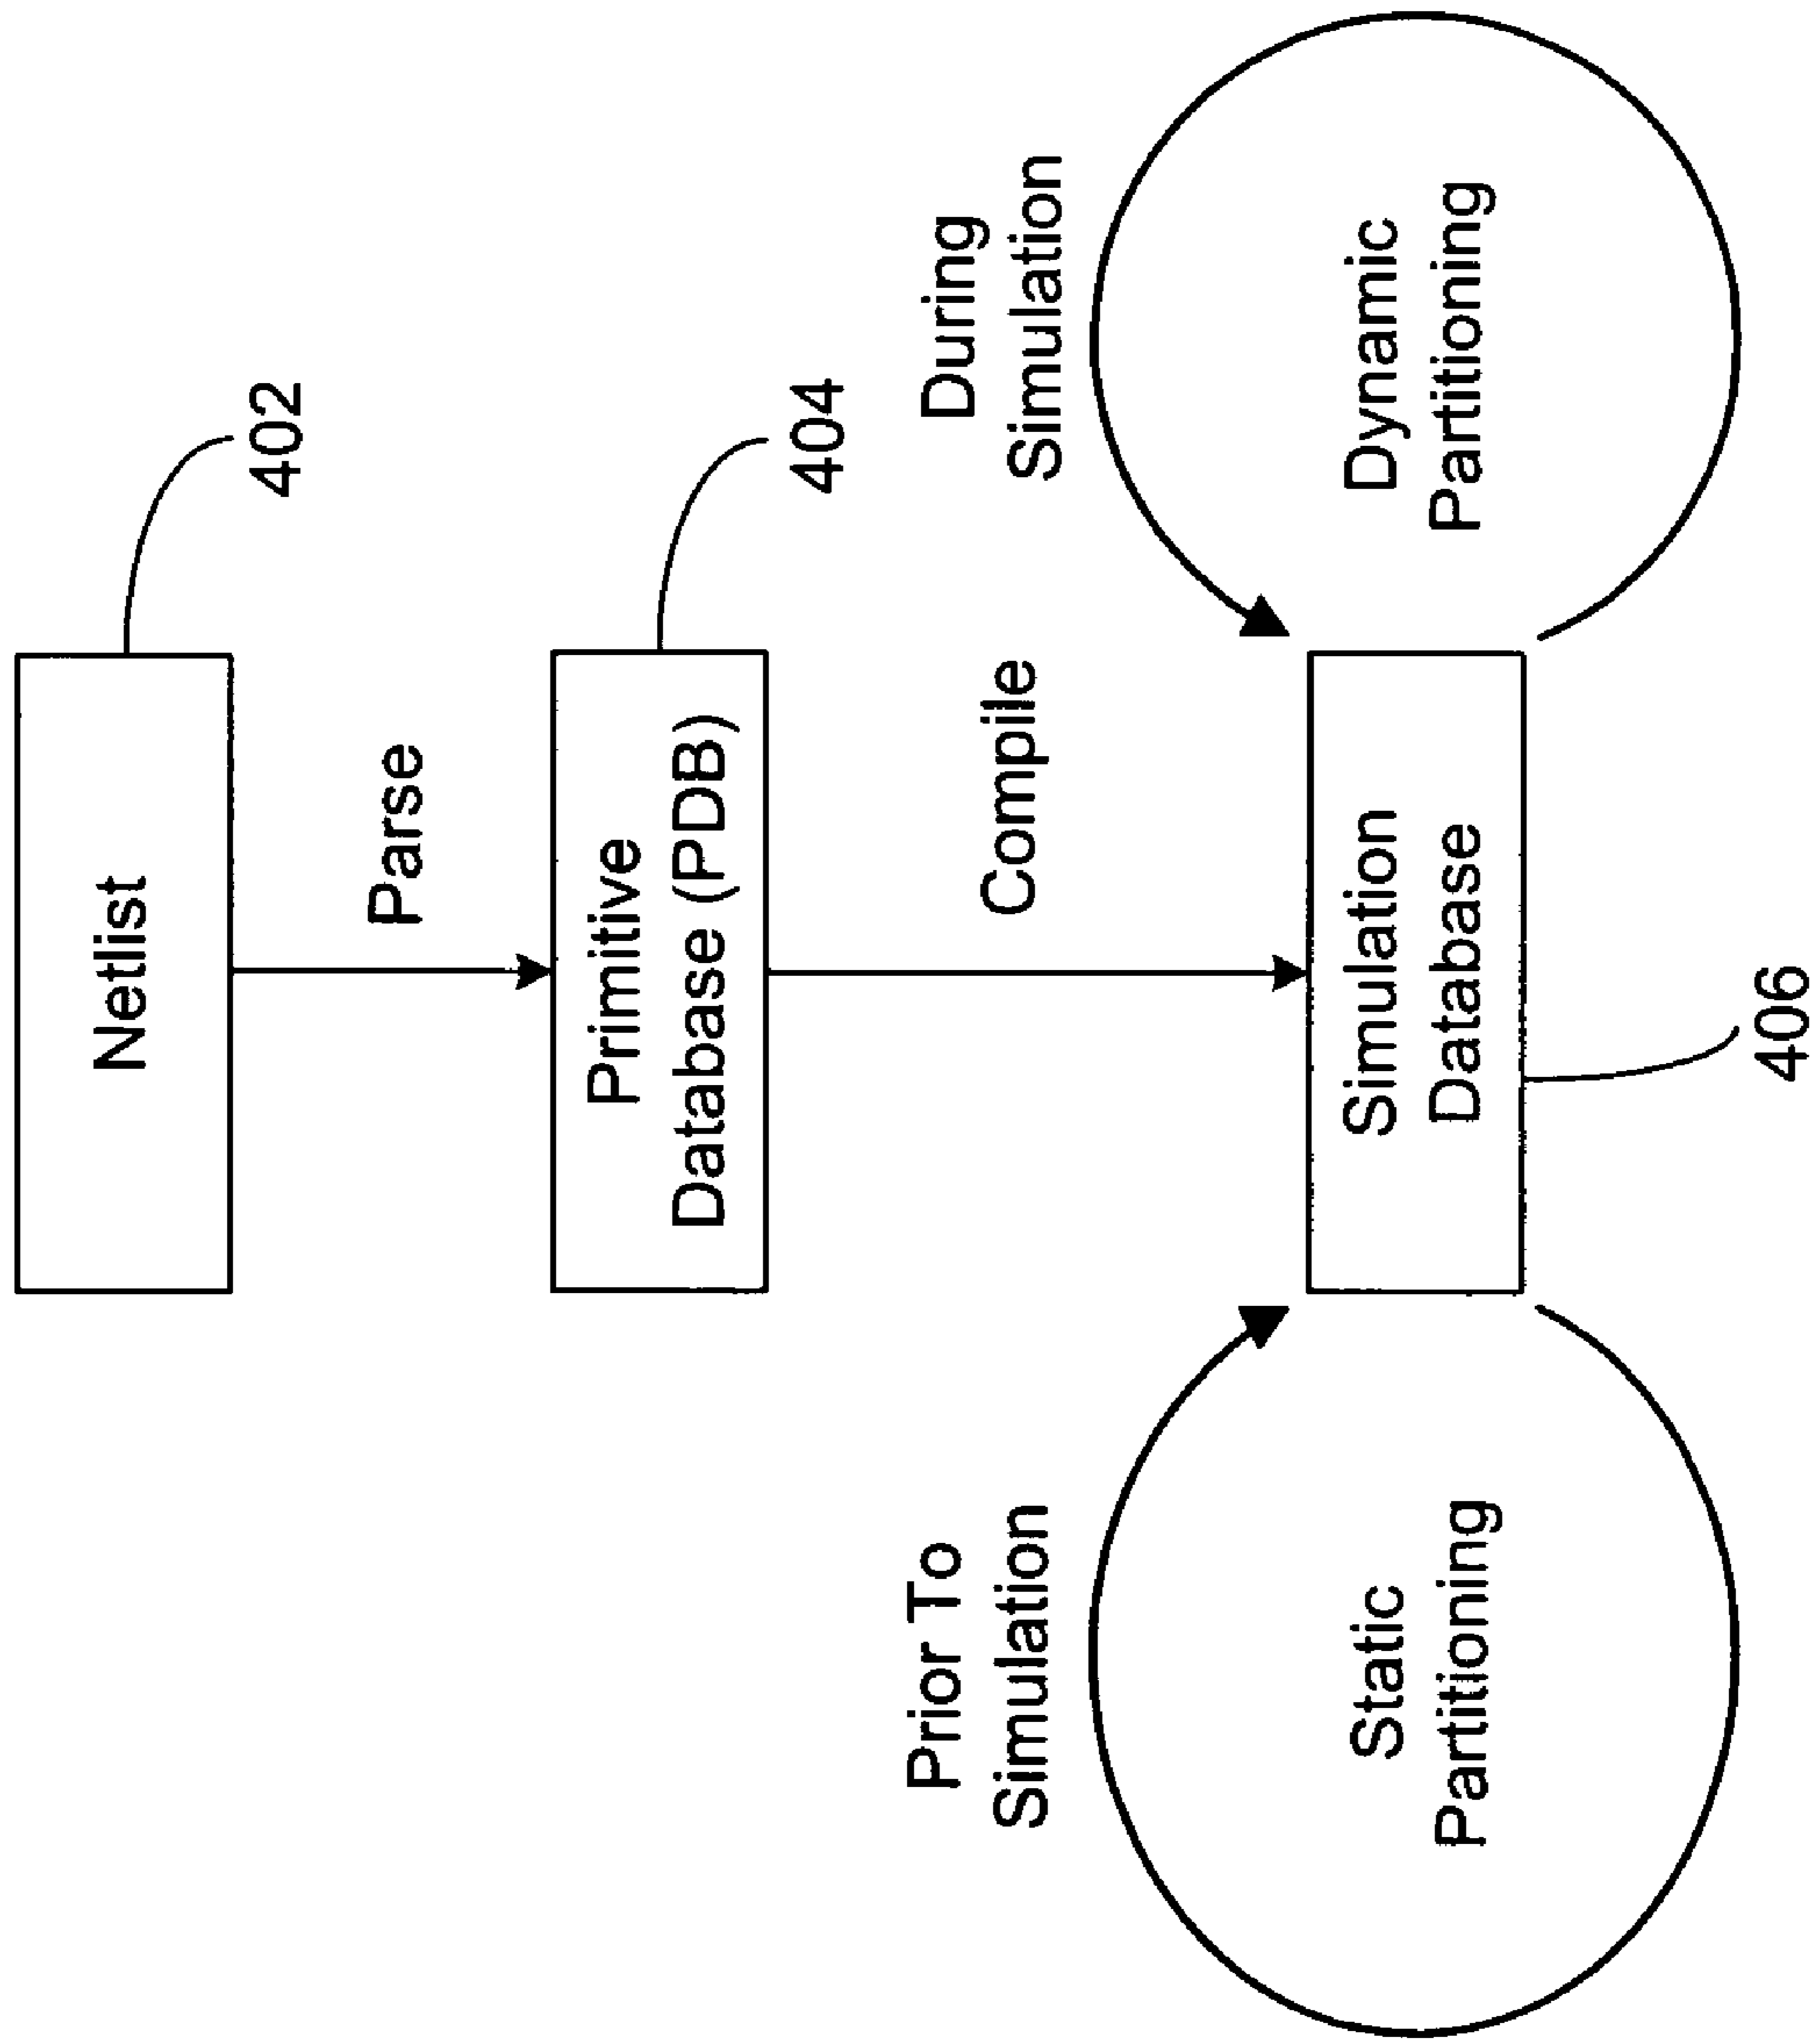 Netlist
402
Parse
Primitive
Database (PDB)
404
Compile
Prior To
Simulation
During
Simulation
Static
Partitioning
Simulation
Database
Dynamic
Partitioning
406